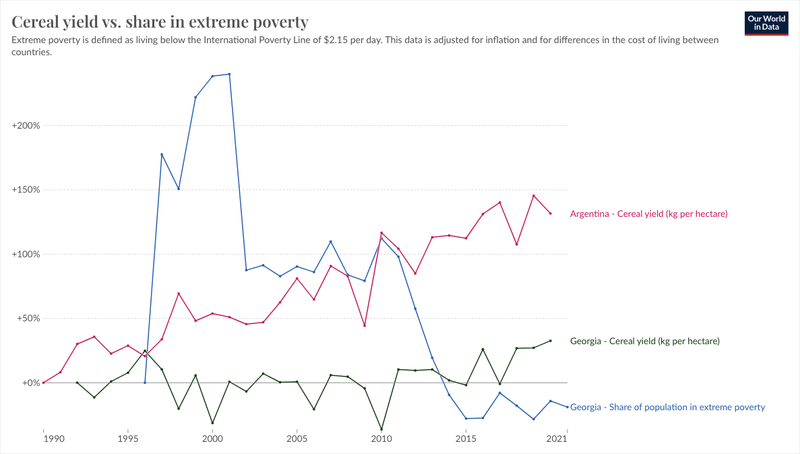 Cereal yield vs. share in extreme poverty
Our World
in Data
Extreme poverty is defined as living below the International Poverty Line of $2.15 per day. This data is adjusted for inflation and for differences in the cost of living between
countries.
+200%
+150%
+100%
+50%
+0%
Argentina - Cereal yield (kg per hectare)
Georgia - Cereal yield (kg per hectare)
Georgia - Share of population in extreme poverty
1990 1995 2000 2005 2010 2015 2021